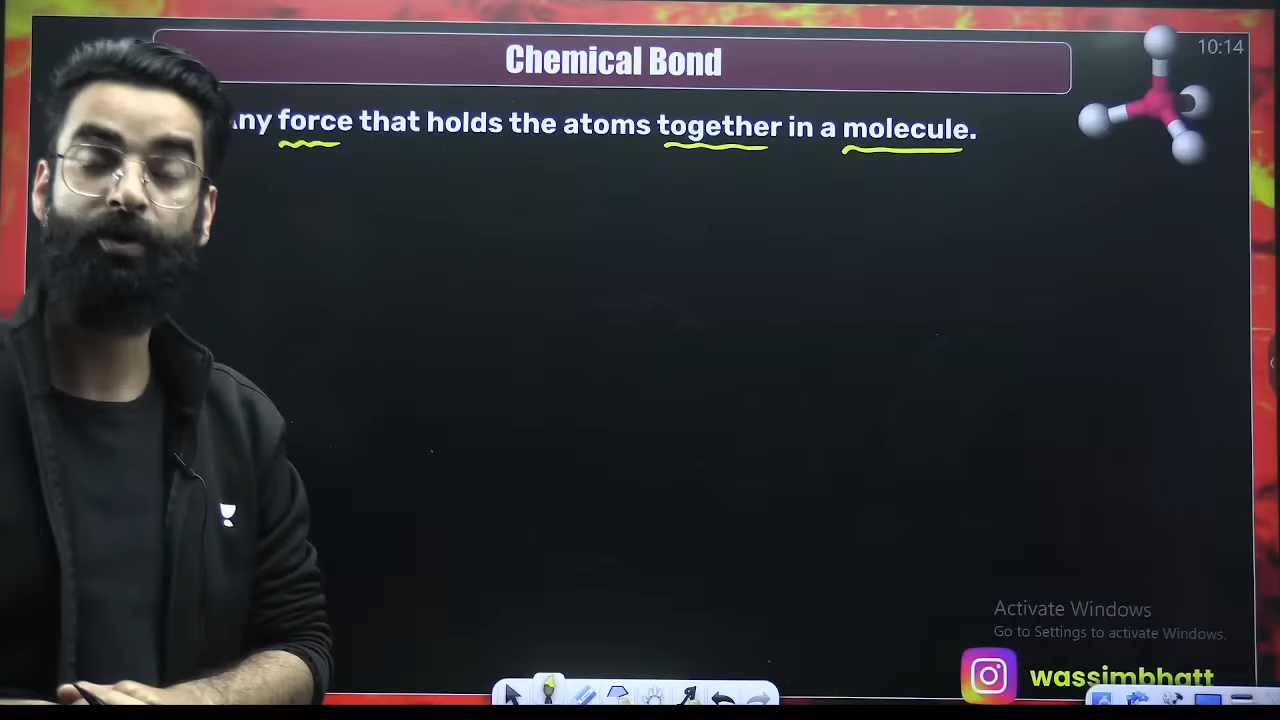 Chemical Bond
10:14
Any force that holds the atoms together in a molecule.
Activate Windows
Go to Settings to activate Windows.
wassimbhatt